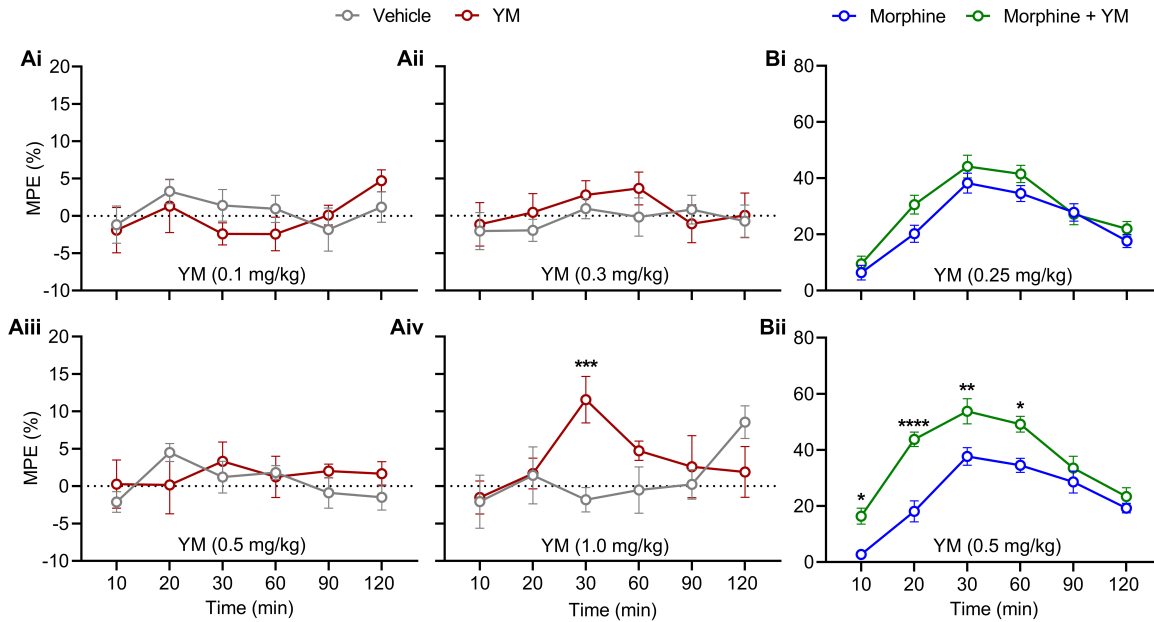 Vehicle YM Morphine Morphine + YM
Ai Aii Bi
20 80
15
60
10
MPE (%)
5 40
0
20
-5
-10 0
YM (0.1 mg/kg) YM (0.3 mg/kg) YM (0.25 mg/kg)
Aiii Aiv Bii
20 80
15
60
10
MPE (%)
5 40
0
20
-5
-10 0
*** * **** ** *
YM (0.5 mg/kg) YM (1.0 mg/kg) YM (0.5 mg/kg)
10 20 30 60 90 120 10 20 30 60 90 120 10 20 30 60 90 120
Time (min) Time (min) Time (min)